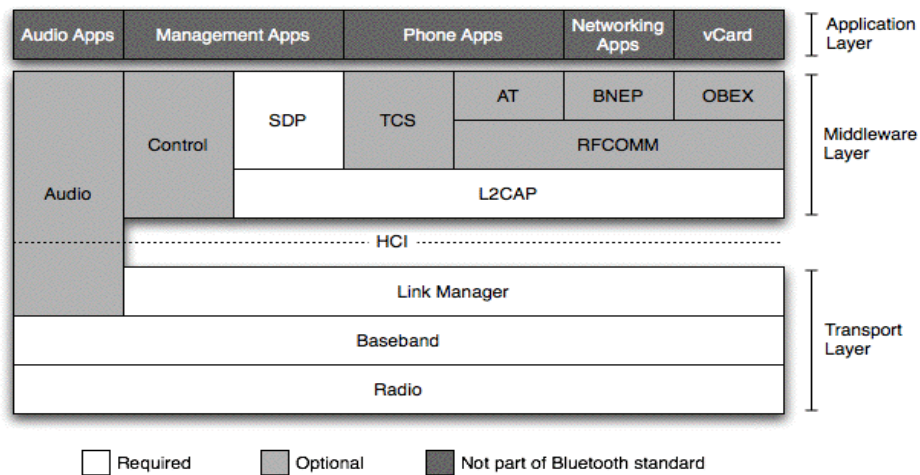 Audio Apps
Management Apps
Phone Apps
Networking
Apps
vCard
Application
Layer
Audio
Control
SDP
TCS
AT
BNEP
OBEX
RFCOMM
L2CAP
Middleware
Layer
HCI
Link Manager
Baseband
Radio
Transport
Layer
Required
Optional
Not part of Bluetooth standard